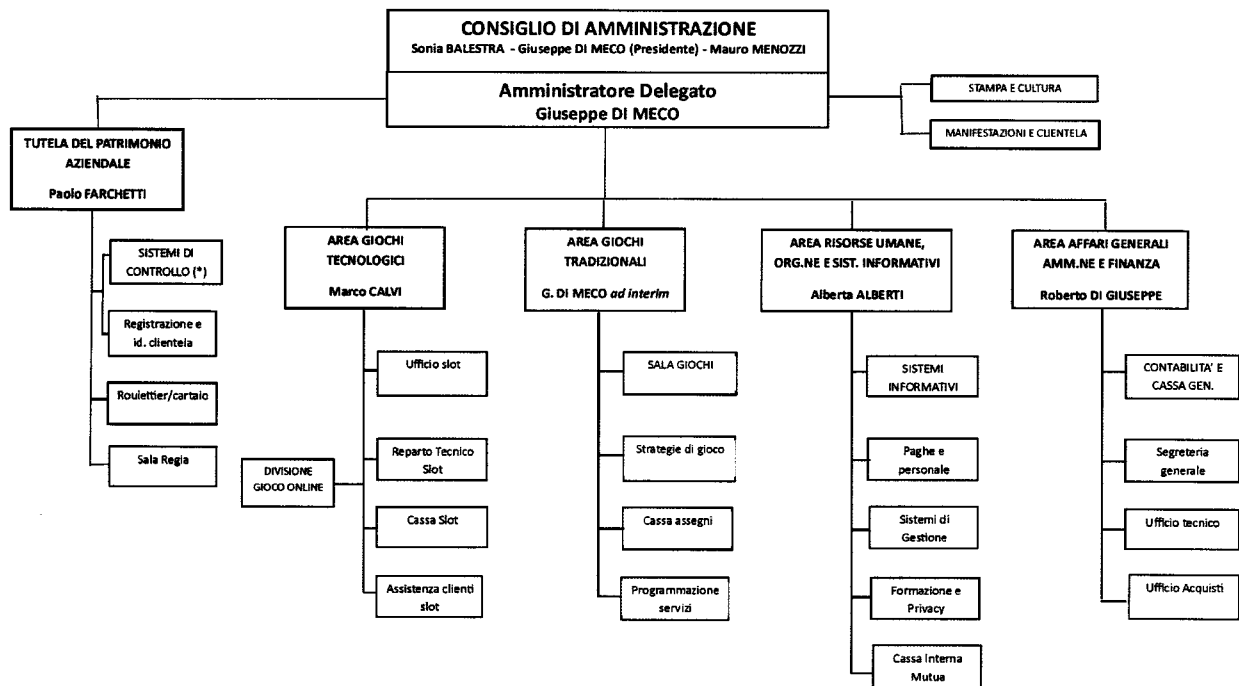 CONSIGLIO DI AMMINISTRAZIONE
Sonia BALESTRA - Giuseppe DI MECO (Presidente) - Mauro MENOZZI
Amministratore Delegato
Giuseppe DI MECO
STAMPA E CULTURA
MANIFESTAZIONI E CLIENTELA
TUTELA DEL PATRIMONIO
AZIENDALE
Paolo FARCHETTI
SISTEMI DI
CONTROLLO (*)
Registrazione e
id. clientela
Roulettier/cartaio
Sala Regia
AREA GIOCHI
TECNOLOGICI
Marco CALVI
Ufficio slot
Reparto Tecnico
Slot
DIVISIONE
GIOCO ONLINE
Cassa Slot
Assistenza clienti
slot
AREA GIOCHI
TRADIZIONALI
G. DI MECO ad interim
SALA GIOCHI
Strategie di gioco
Cassa assegni
Programmazione
servizi
AREA RISORSE UMANE,
ORG.NE E SIST. INFORMATIVI
Alberta ALBERTI
SISTEMI
INFORMATIVI
Paghe e
personale
Sistemi di
Gestione
Formazione e
Privacy
Cassa Interna
Mutua
AREA AFFARI GENERALI
AMM.NE E FINANZA
Roberto DI GIUSEPPE
CONTABILITA' E
CASSA GEN.
Segreteria
generale
Ufficio tecnico
Ufficio Acquisti